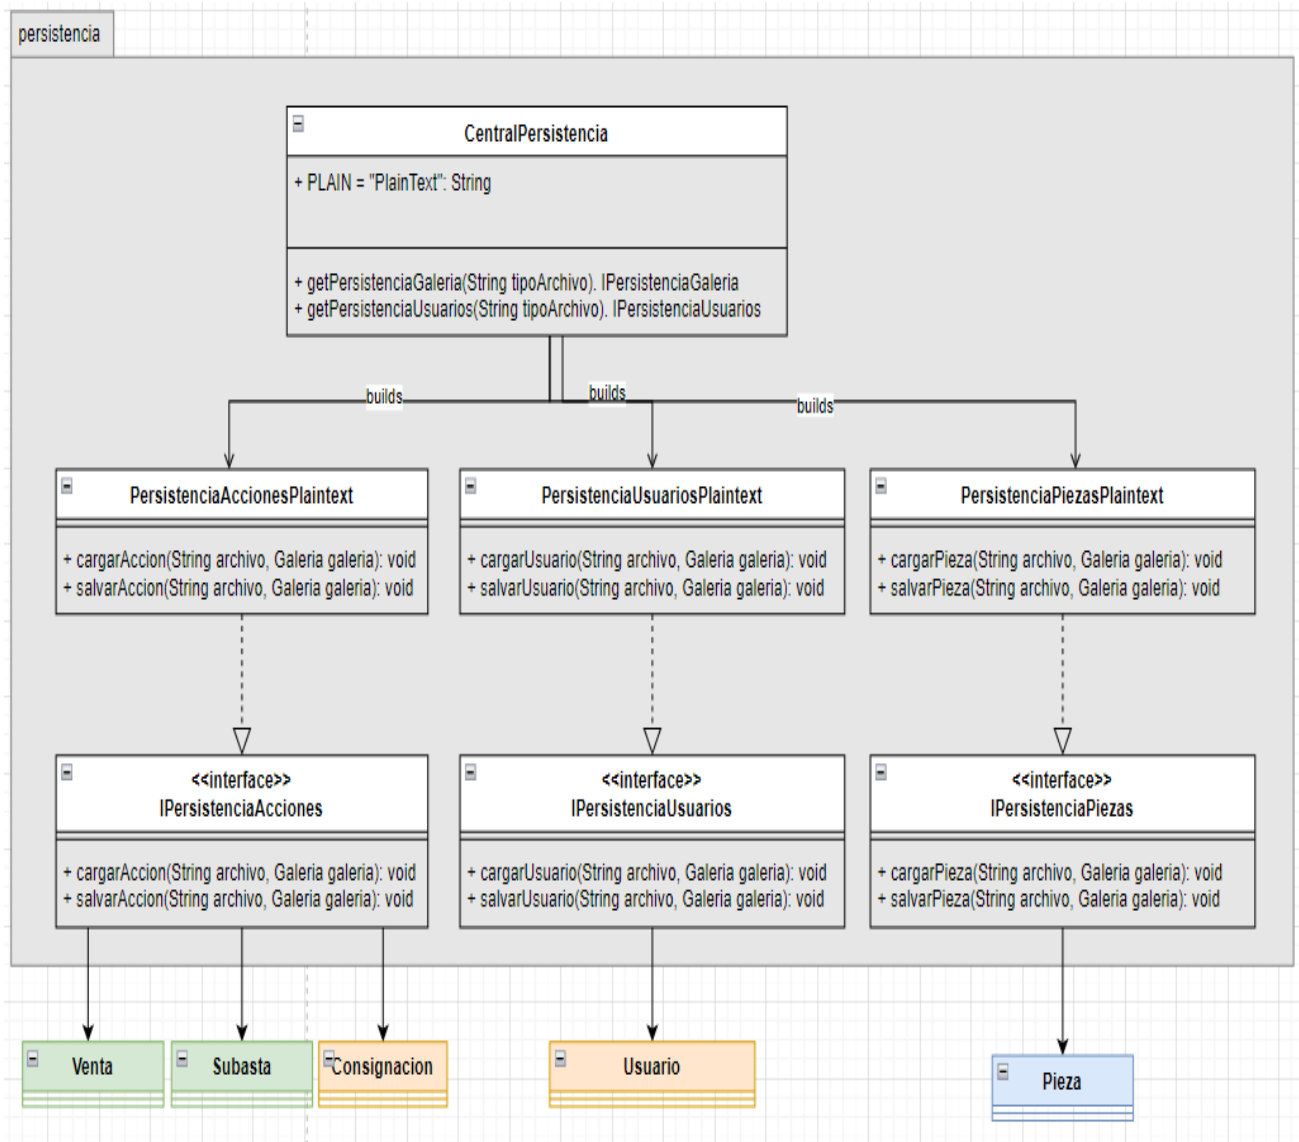 persistencia
CentralPersistencia
+ PLAIN = "PlainText": String
+ getPersistenciaGaleria(String tipoArchivo). IPersistenciaGaleria
+ getPersistenciaUsuarios(String tipoArchivo). IPersistenciaUsuarios
builds
builds
builds
PersistenciaAccionesPlaintext
+ cargarAccion(String archivo, Galeria galeria): void
+ salvarAccion(String archivo, Galeria galeria): void
PersistenciaUsuariosPlaintext
+ cargarUsuario(String archivo, Galeria galeria): void
+ salvarUsuario(String archivo, Galeria galeria): void
PersistenciaPiezasPlaintext
+ cargarPieza(String archivo, Galeria galeria): void
+ salvarPieza(String archivo, Galeria galeria): void
<<interface>>
IPersistenciaAcciones
+ cargarAccion(String archivo, Galeria galeria): void
+ salvarAccion(String archivo, Galeria galeria): void
<<interface>>
IPersistenciaUsuarios
+ cargarUsuario(String archivo, Galeria galeria): void
+ salvarUsuario(String archivo, Galeria galeria): void
<<interface>>
IPersistenciaPiezas
+ cargarPieza(String archivo, Galeria galeria): void
+ salvarPieza(String archivo, Galeria galeria): void
Venta
Subasta
Consignacion
Usuario
Pieza